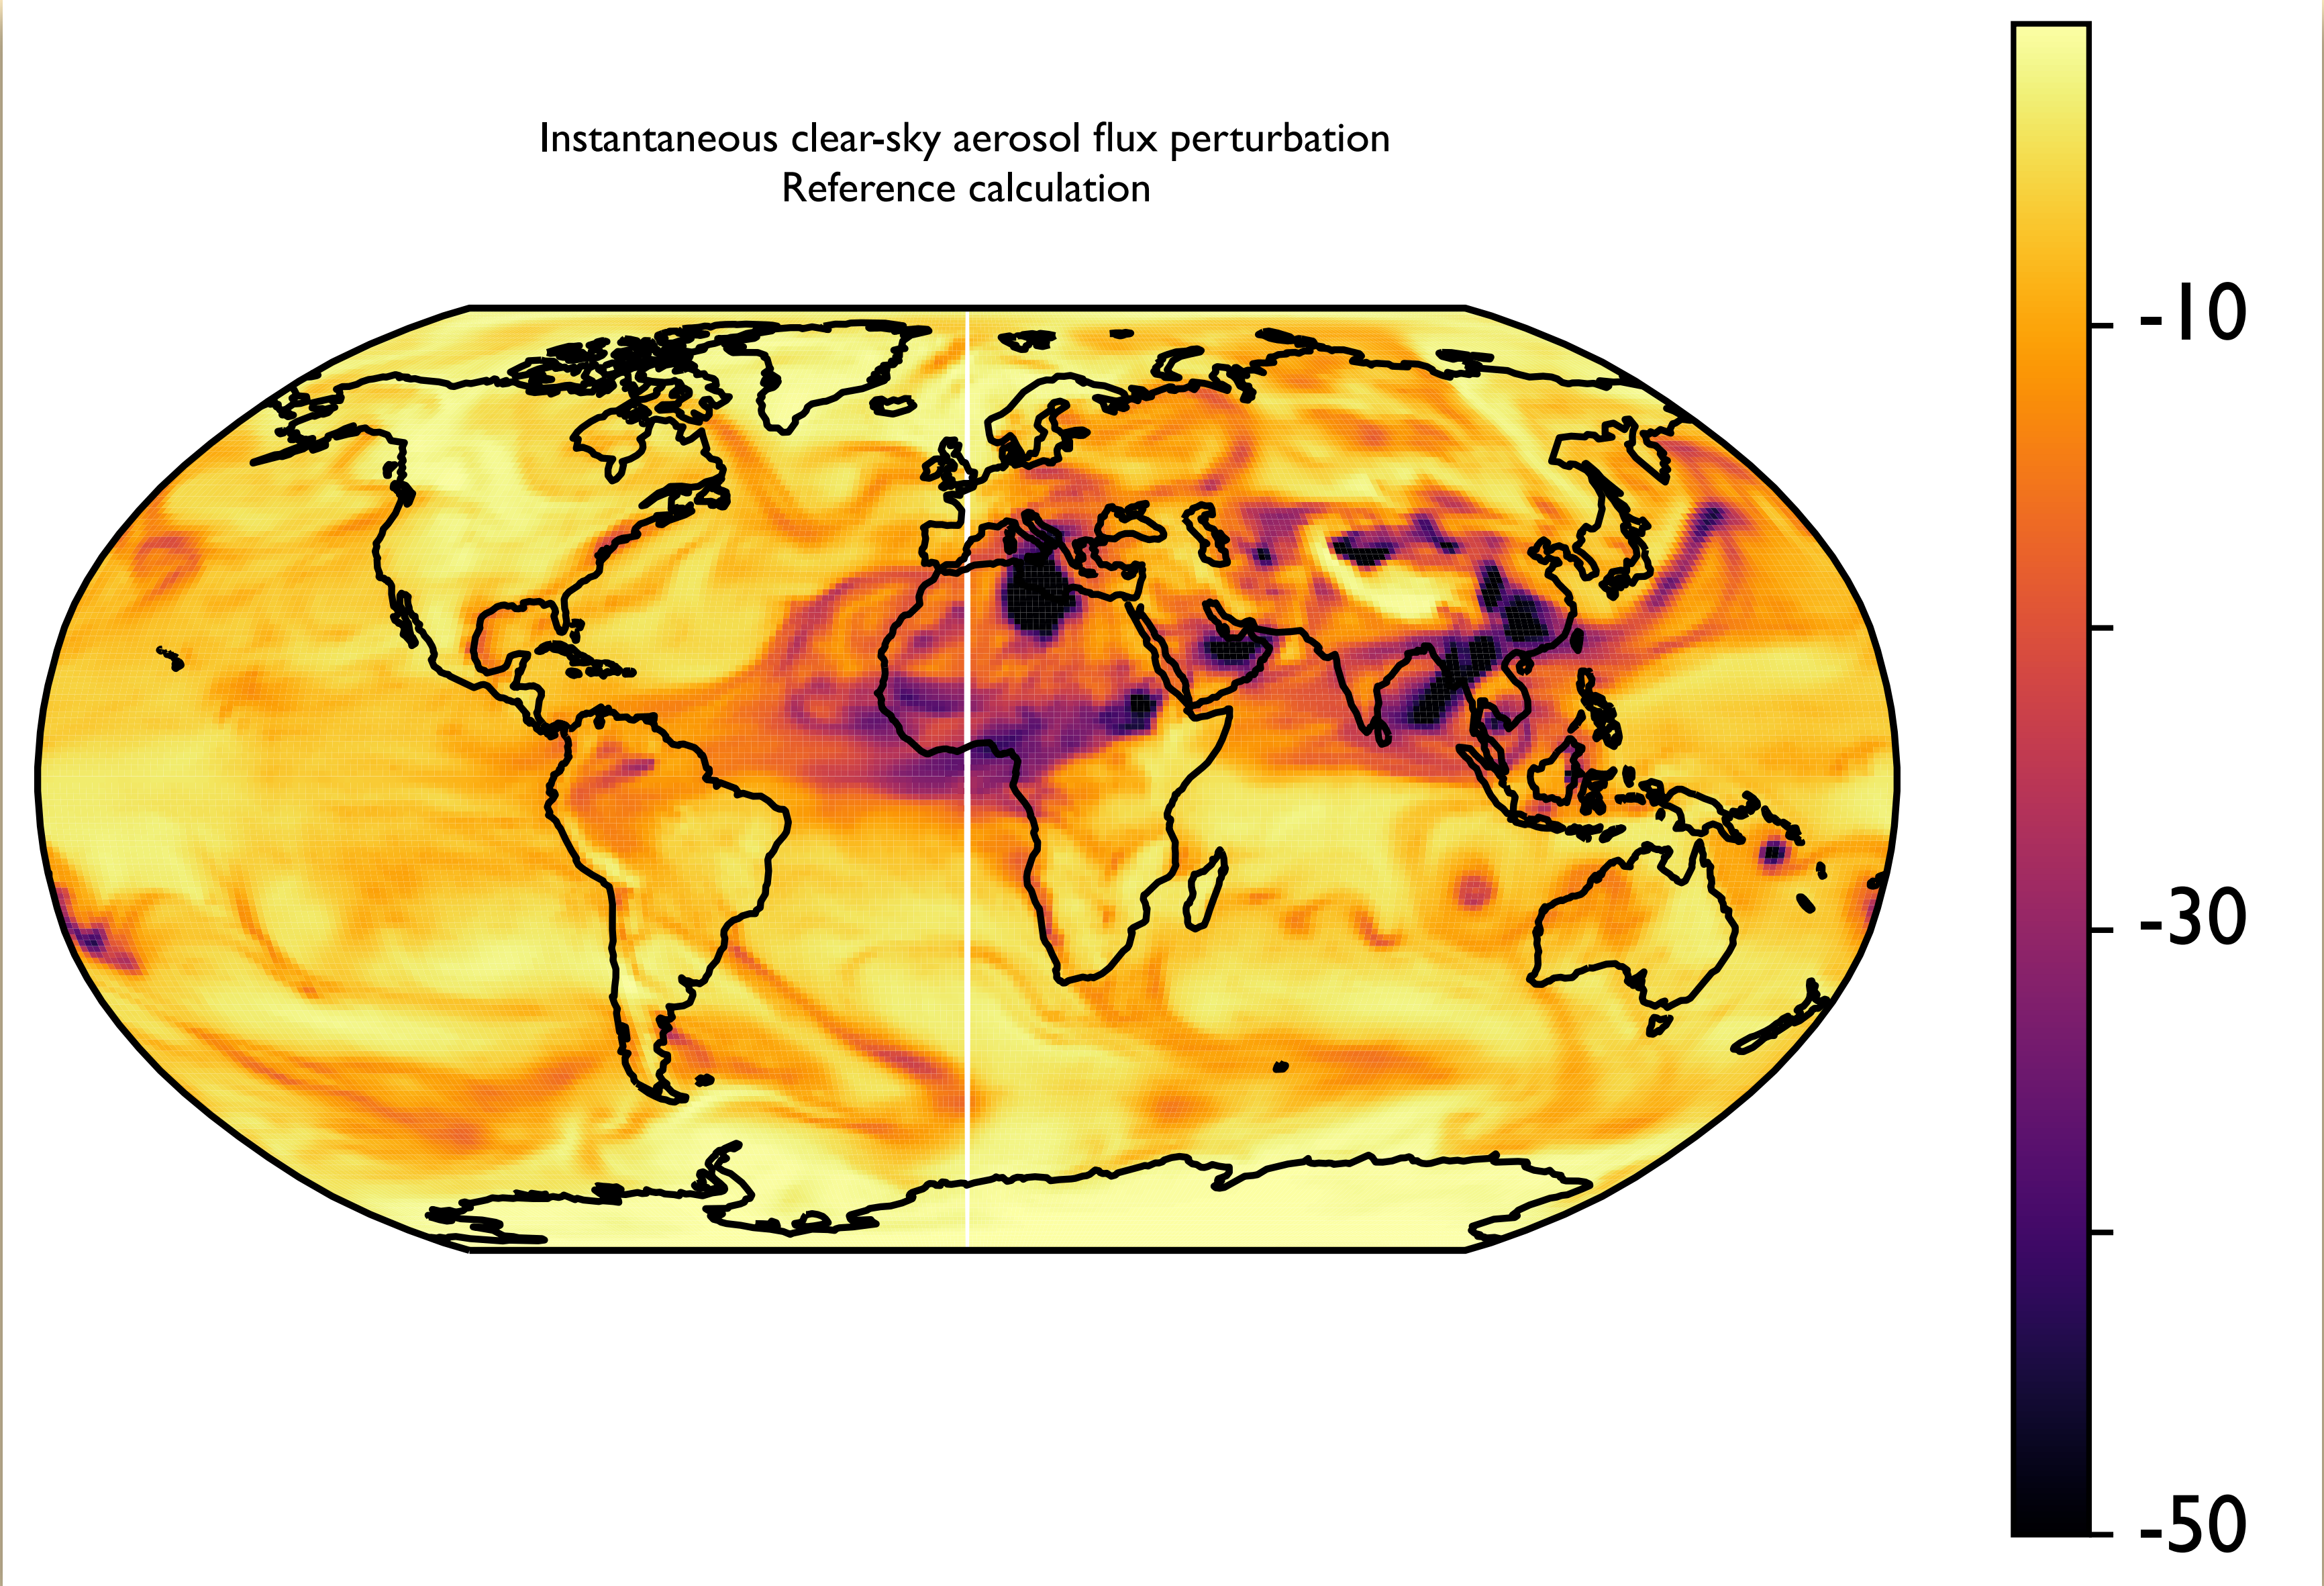 Instantaneous clear-sky aerosol flux perturbation
Reference calculation
-10
-30
-50